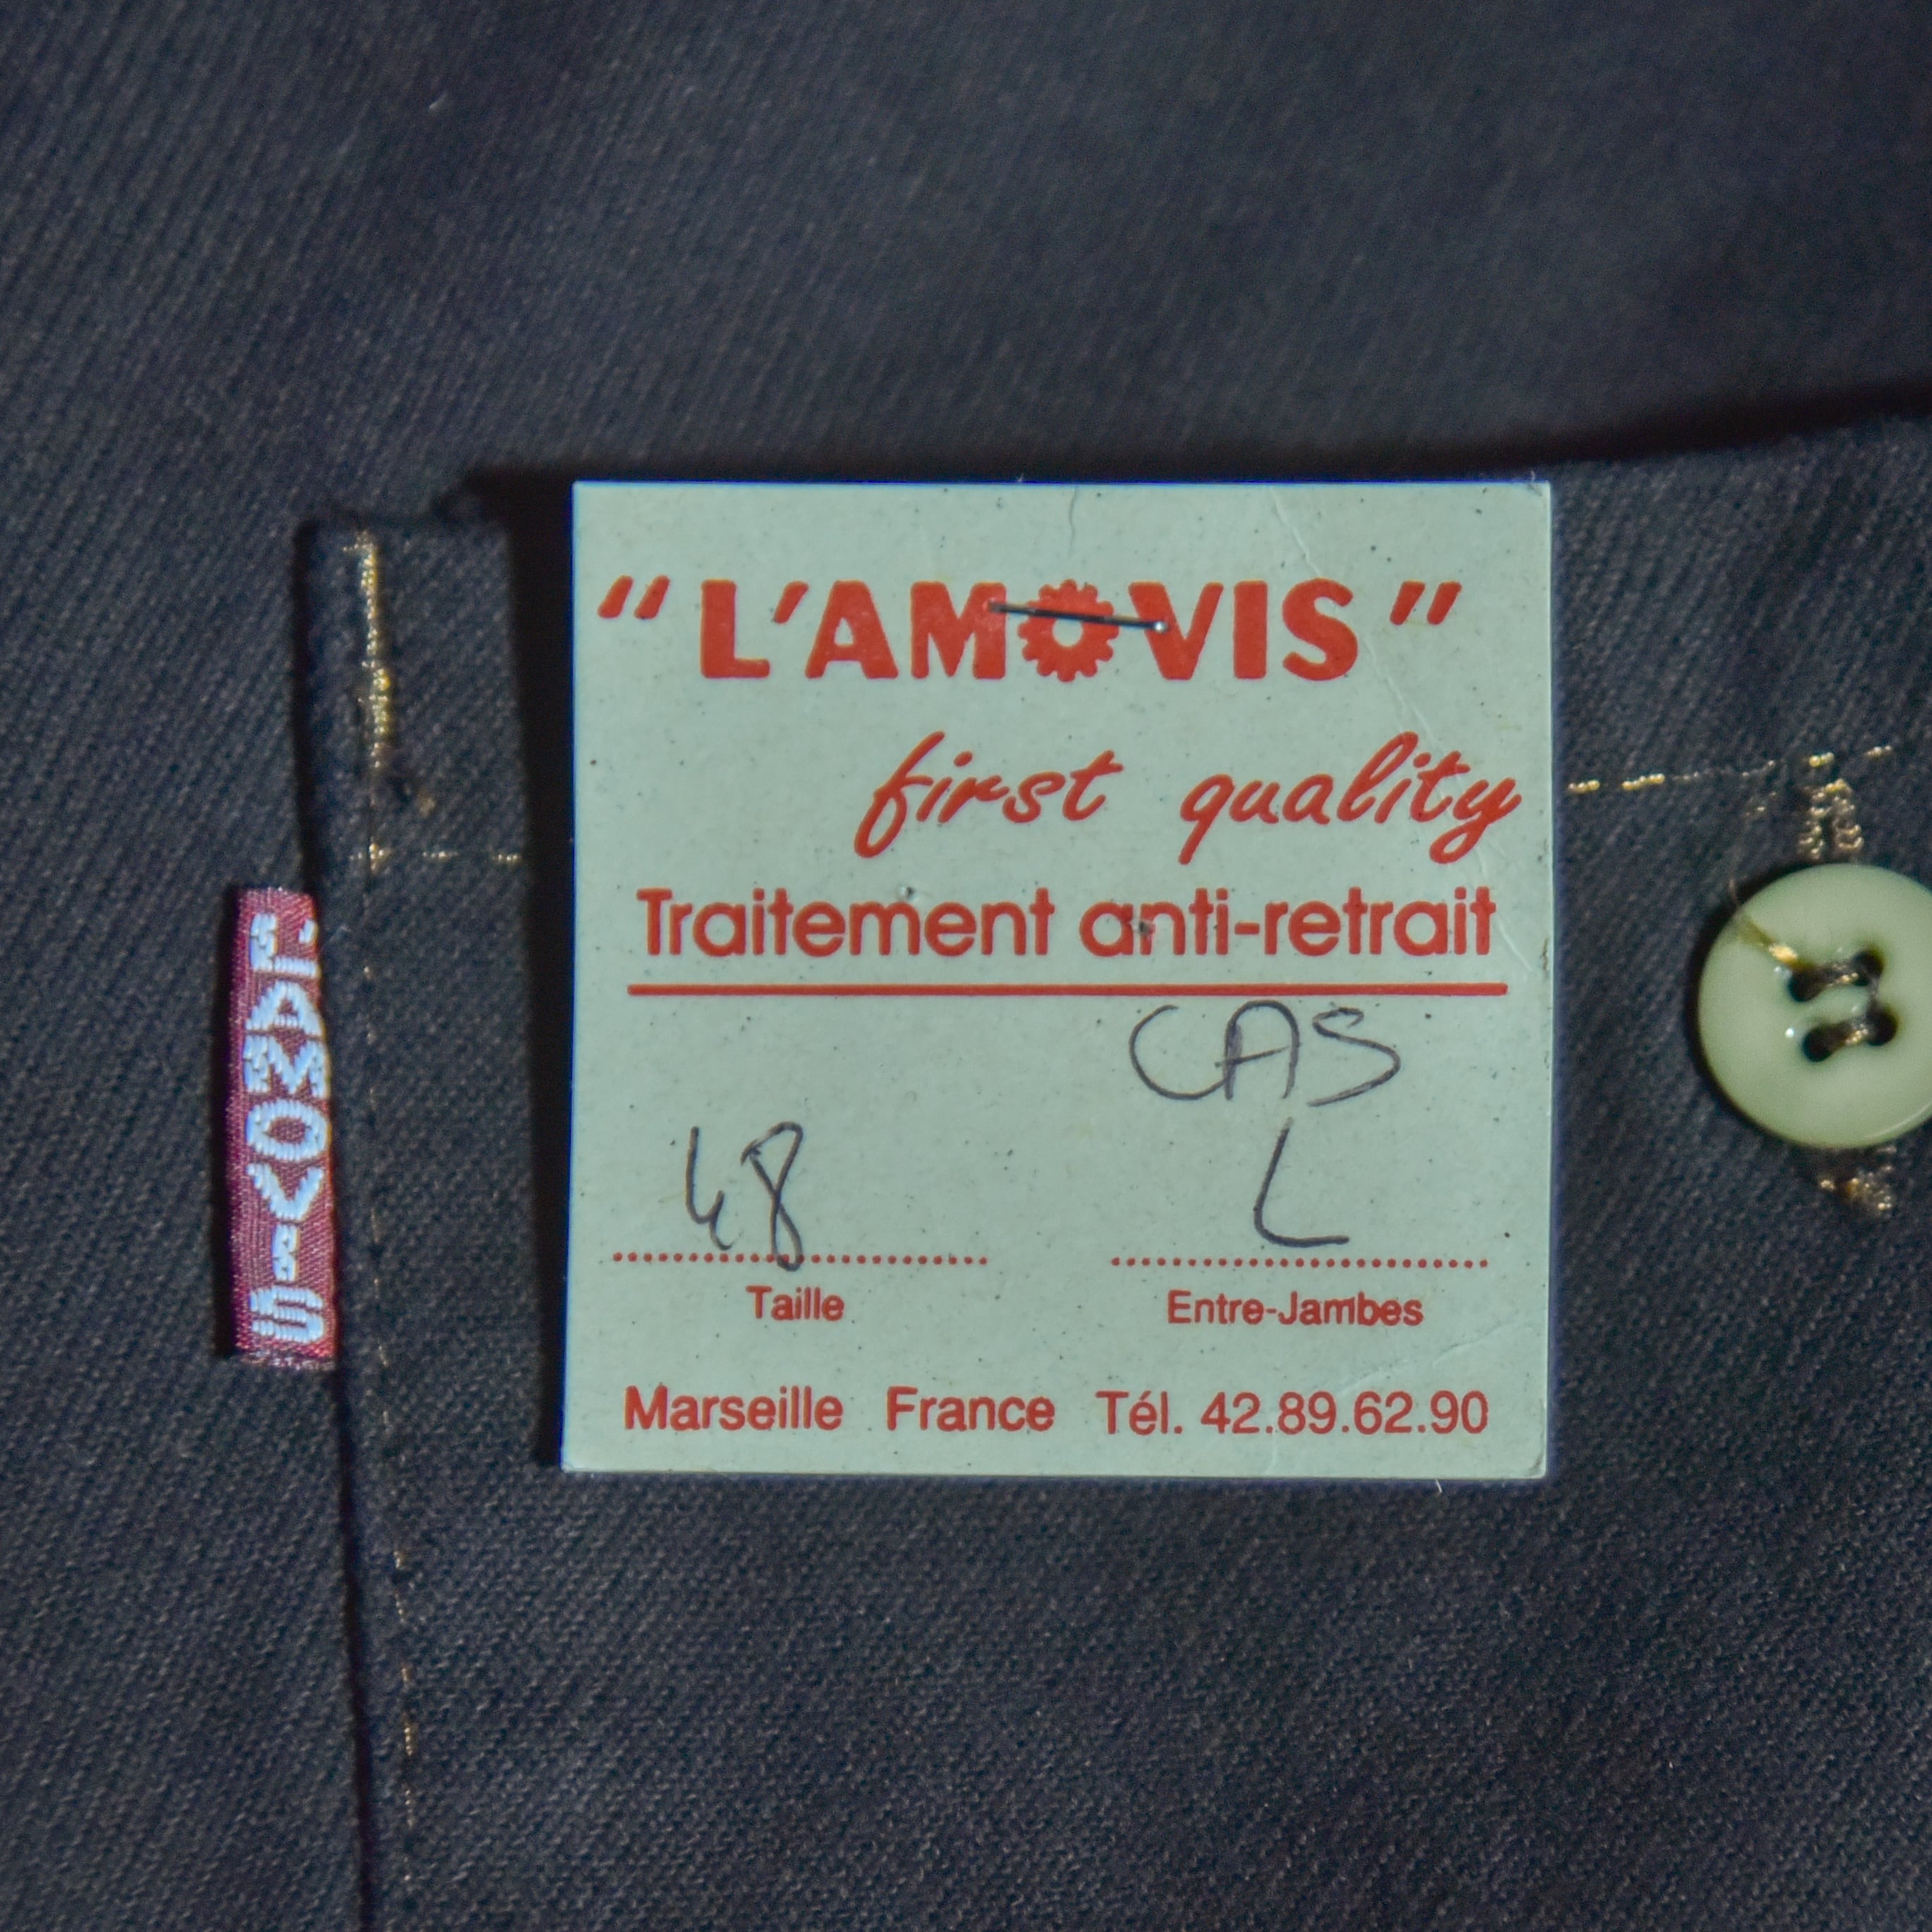 "L'AMOVIS"
first quality
Traitement anti-retrait
CAS
48 L
Taille Entre-Jambes
Marseille France Tél. 42.89.62.90
L'AMOVIS